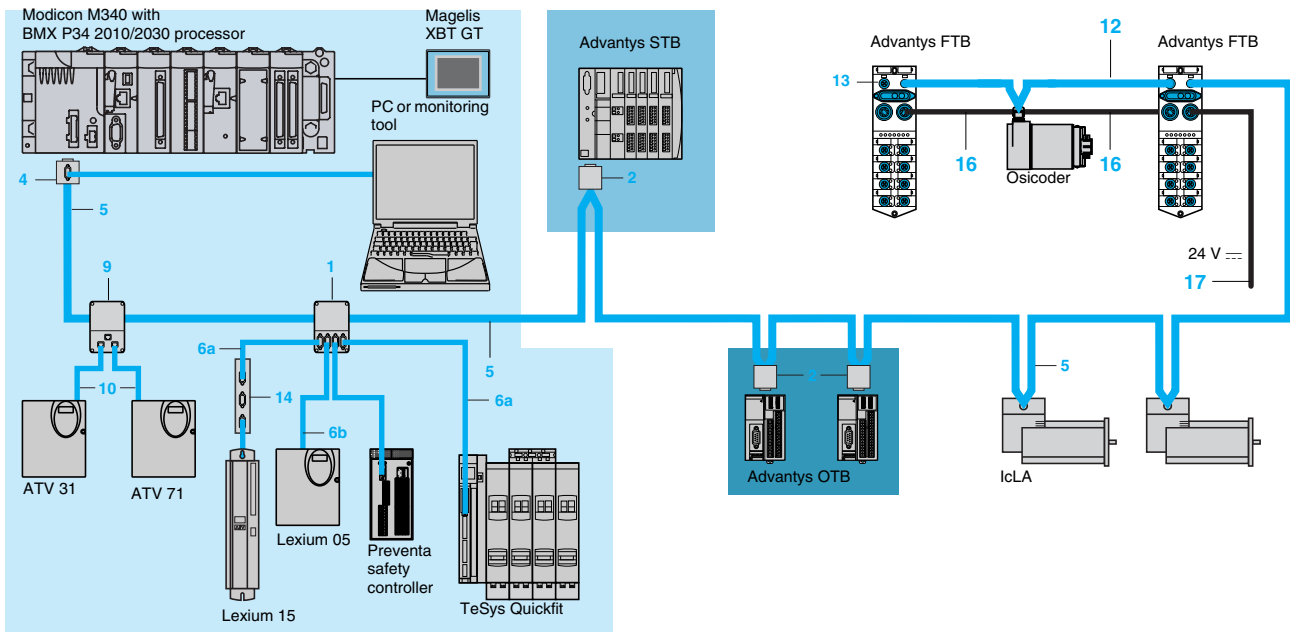 Modicon M340 with
BMX P34 2010/2030 processor
Magelis
XBT GT
PC or monitoring
tool
Advantys STB
Advantys FTB
12
Advantys FTB
13
16
16
Osicoder
4
2
5
24 V
17
9
1
6a
5
10
14
6a
2
5
6b
ATV 31
ATV 71
Lexium 05
Preventa
safety
controller
Advantys OTB
IcLA
Lexium 15
TeSys Quickfit